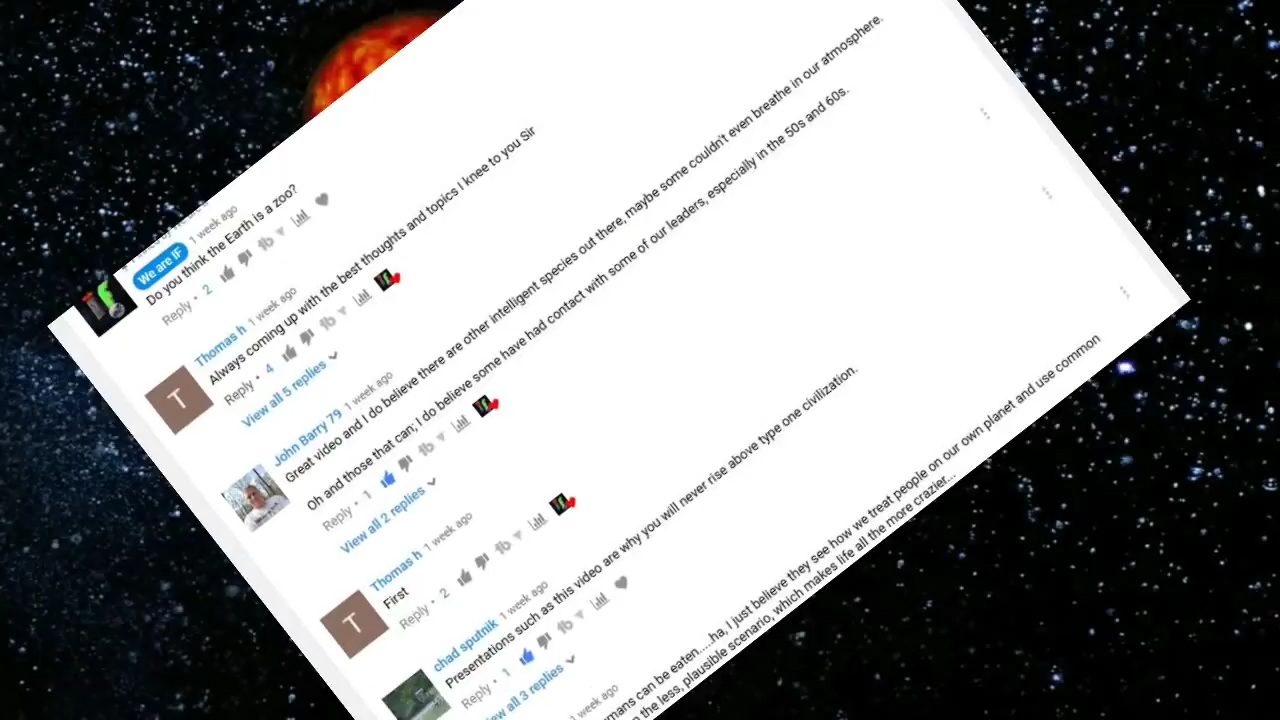 We are IF 1 week ago
Do you think the Earth is a zoo?
Reply • 2
Thomas h 1 week ago
Always coming up with the best thoughts and topics I knee to you Sir
Reply • 4
View all 5 replies
John Barry 79 1 week ago
Great video and I do believe there are other intelligent species out there, maybe some couldn't even breathe in our atmosphere.
Oh and those that can; I do believe some have had contact with some of our leaders, especially in the 50s and 60s.
Reply • 1
View all 2 replies
Thomas h 1 week ago
First
Reply • 2
chad sputnik 1 week ago
Presentations such as this video are why you will never rise above type one civilization.
Reply • 1
all 3 replies
1 week ago
can be eaten....ha, I just believe they see how we treat people on our own planet and use common
the less, plausible scenario, which makes life all the more crazier...